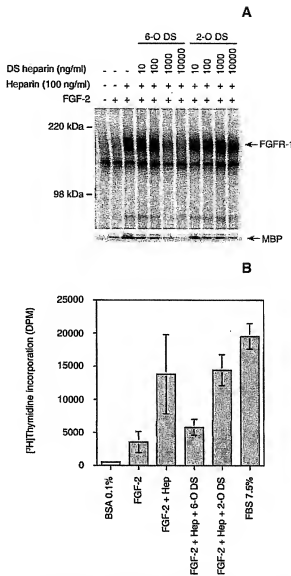 A
6-O DS 2-O DS
DS heparin (ng/ml) - - - 10 100 1000 10000 10 100 1000 10000
Heparin (100 ng/ml) - - + + + + + + + + +
FGF-2 - + + + + + + + + + +
220 kDa
FGFR-1
98 kDa
MBP
B
[³H]Thymidine incorporation (DPM)
25000
20000
15000
10000
5000
0
BSA 0.1%
FGF-2
FGF-2 + Hep
FGF-2 + Hep + 6-O DS
FGF-2 + Hep + 2-O DS
FBS 7.5%